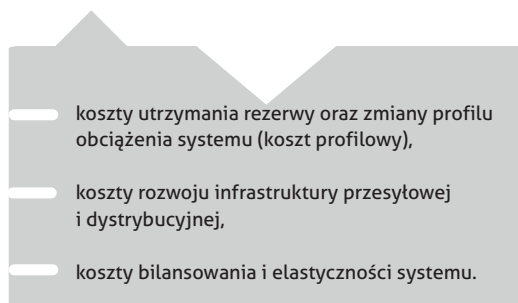 koszty utrzymania rezerwy oraz zmiany profilu
obciążenia systemu (koszt profilowy),
koszty rozwoju infrastruktury przesyłowej
i dystrybucyjnej,
koszty bilansowania i elastyczności systemu.